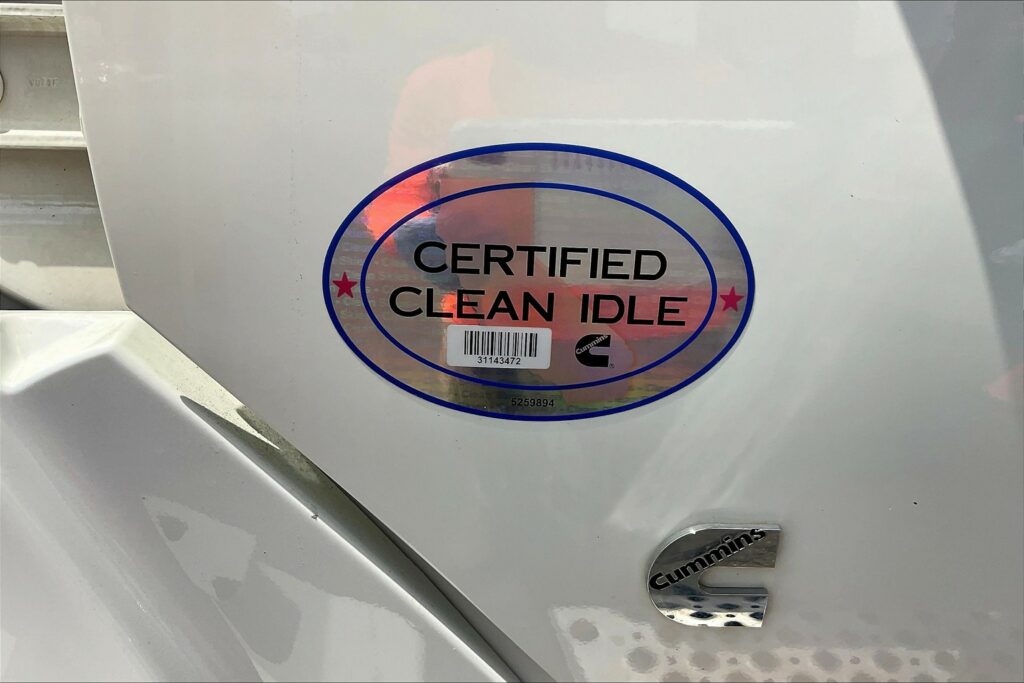 CERTIFIED
CLEAN IDLE
31143472
Cummins
5259894
Cummins